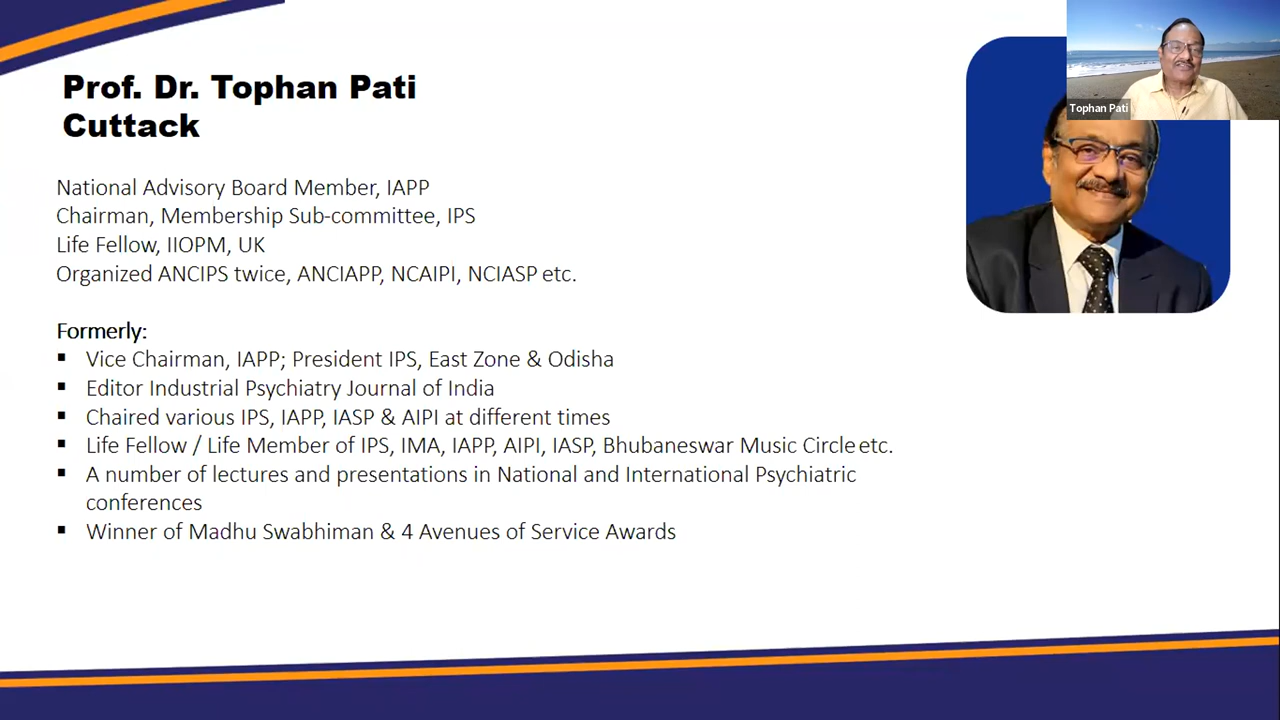 Prof. Dr. Tophan Pati
Cuttack
National Advisory Board Member, IAPP
Chairman, Membership Sub-committee, IPS
Life Fellow, IIOPM, UK
Organized ANCIPS twice, ANCIAPP, NCAIPI, NCIASP etc.
Formerly:
▪ Vice Chairman, IAPP; President IPS, East Zone & Odisha
▪ Editor Industrial Psychiatry Journal of India
▪ Chaired various IPS, IAPP, IASP & AIPI at different times
▪ Life Fellow / Life Member of IPS, IMA, IAPP, AIPI, IASP, Bhubaneswar Music Circle etc.
▪ A number of lectures and presentations in National and International Psychiatric
conferences
▪ Winner of Madhu Swabhiman & 4 Avenues of Service Awards
Tophan Pati